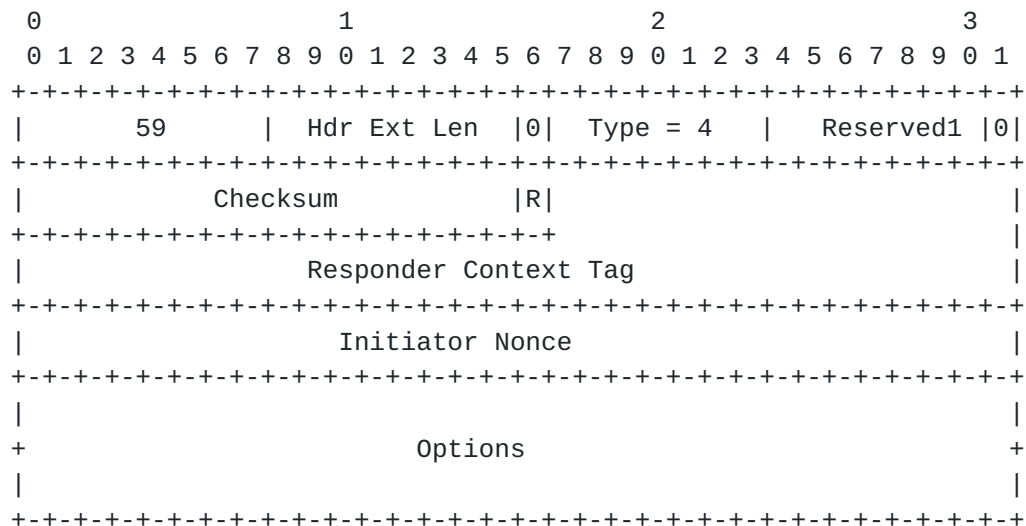 0                   1                   2                   3
 0 1 2 3 4 5 6 7 8 9 0 1 2 3 4 5 6 7 8 9 0 1 2 3 4 5 6 7 8 9 0 1
+-+-+-+-+-+-+-+-+-+-+-+-+-+-+-+-+-+-+-+-+-+-+-+-+-+-+-+-+-+-+-+-+
|       59      |  Hdr Ext Len  |0|  Type = 4   |   Reserved1 |0|
+-+-+-+-+-+-+-+-+-+-+-+-+-+-+-+-+-+-+-+-+-+-+-+-+-+-+-+-+-+-+-+-+
|            Checksum           |R|                             |
+-+-+-+-+-+-+-+-+-+-+-+-+-+-+-+-+-+                             |
|                  Responder Context Tag                        |
+-+-+-+-+-+-+-+-+-+-+-+-+-+-+-+-+-+-+-+-+-+-+-+-+-+-+-+-+-+-+-+-+
|                    Initiator Nonce                            |
+-+-+-+-+-+-+-+-+-+-+-+-+-+-+-+-+-+-+-+-+-+-+-+-+-+-+-+-+-+-+-+-+
|                                                               |
+                         Options                               +
|                                                               |
+-+-+-+-+-+-+-+-+-+-+-+-+-+-+-+-+-+-+-+-+-+-+-+-+-+-+-+-+-+-+-+-+